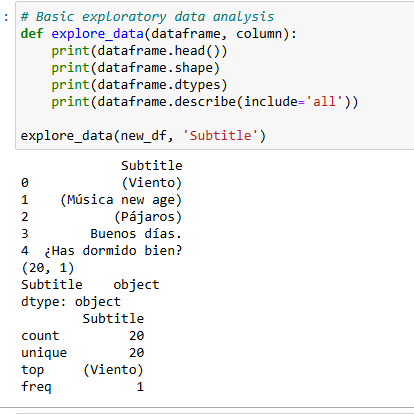 : # Basic exploratory data analysis
def explore_data(dataframe, column):
    print(dataframe.head())
    print(dataframe.shape)
    print(dataframe.dtypes)
    print(dataframe.describe(include='all'))
explore_data(new_df, 'Subtitle')
             Subtitle
0            (Viento)
1    (Música new age)
2           (Pájaros)
3        Buenos días.
4  ¿Has dormido bien?
(20, 1)
Subtitle    object
dtype: object
        Subtitle
count         20
unique        20
top     (Viento)
freq           1